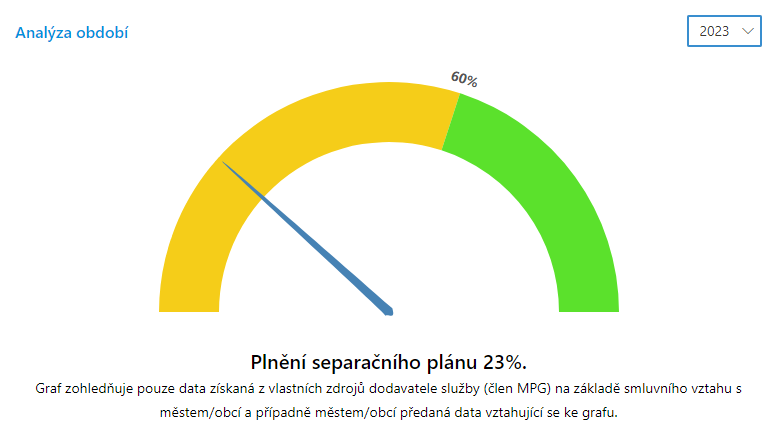 Analýza období
2023
60%
Plnění separačního plánu 23%.
Graf zohledňuje pouze data získaná z vlastních zdrojů dodavatele služby (člen MPG) na základě smluvního vztahu s
městem/obcí a případně městem/obcí předaná data vztahující se ke grafu.